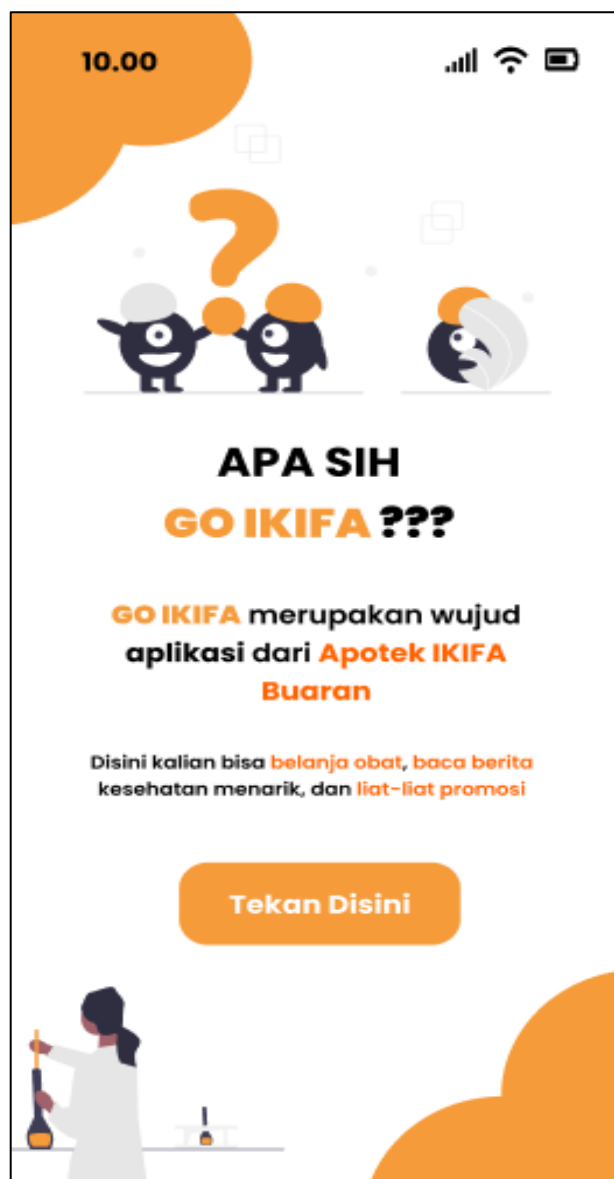 10.00
APA SIH
GO IKIFA ???
GO IKIFA merupakan wujud
aplikasi dari Apotek IKIFA
Buaran
Disini kalian bisa belanja obat, baca berita
kesehatan menarik, dan liat-liat promosi
Tekan Disini